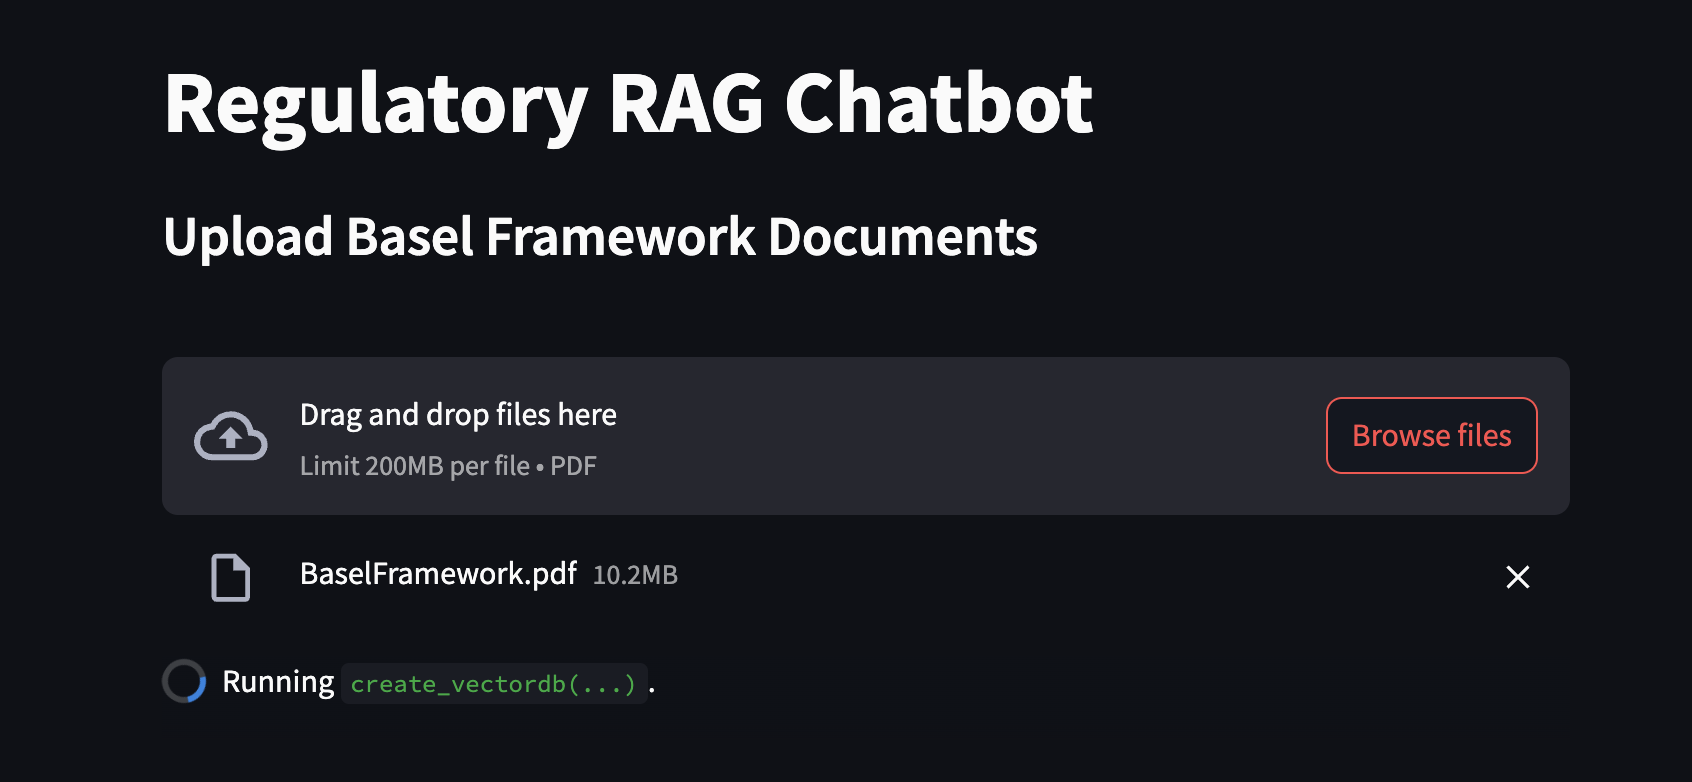 Regulatory RAG Chatbot
Upload Basel Framework Documents
Drag and drop files here
Limit 200MB per file • PDF
Browse files
BaselFramework.pdf 10.2MB
Running create_vectordb(...).